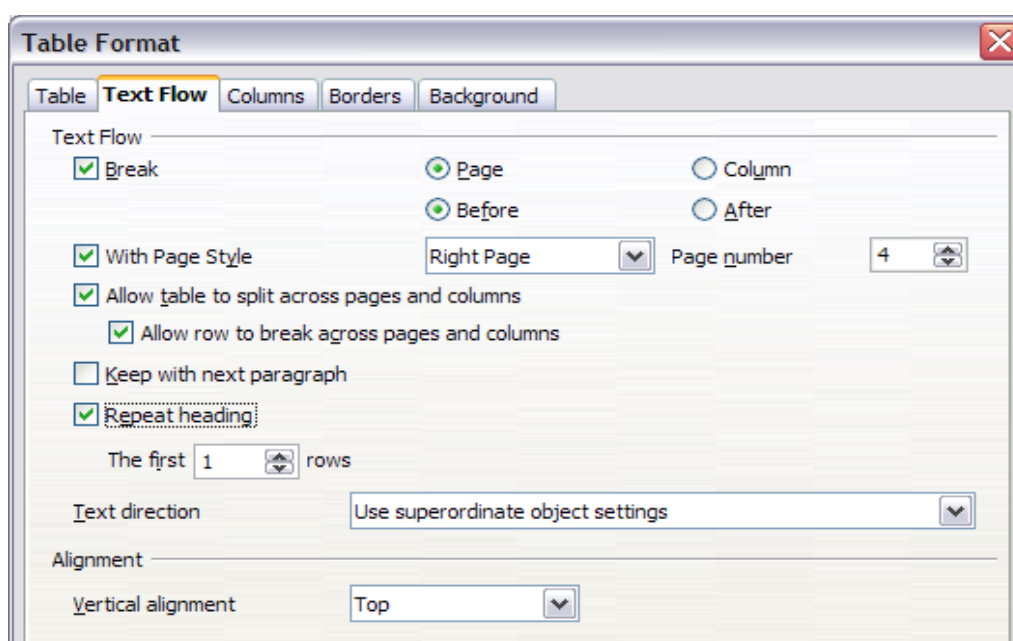 Table Format
Table Text Flow Columns Borders Background
Text Flow
Break Page Column
Before After
With Page Style Right Page Page number 4
Allow table to split across pages and columns
Allow row to break across pages and columns
Keep with next paragraph
Repeat heading
The first 1 rows
Text direction Use superordinate object settings
Alignment
Vertical alignment Top